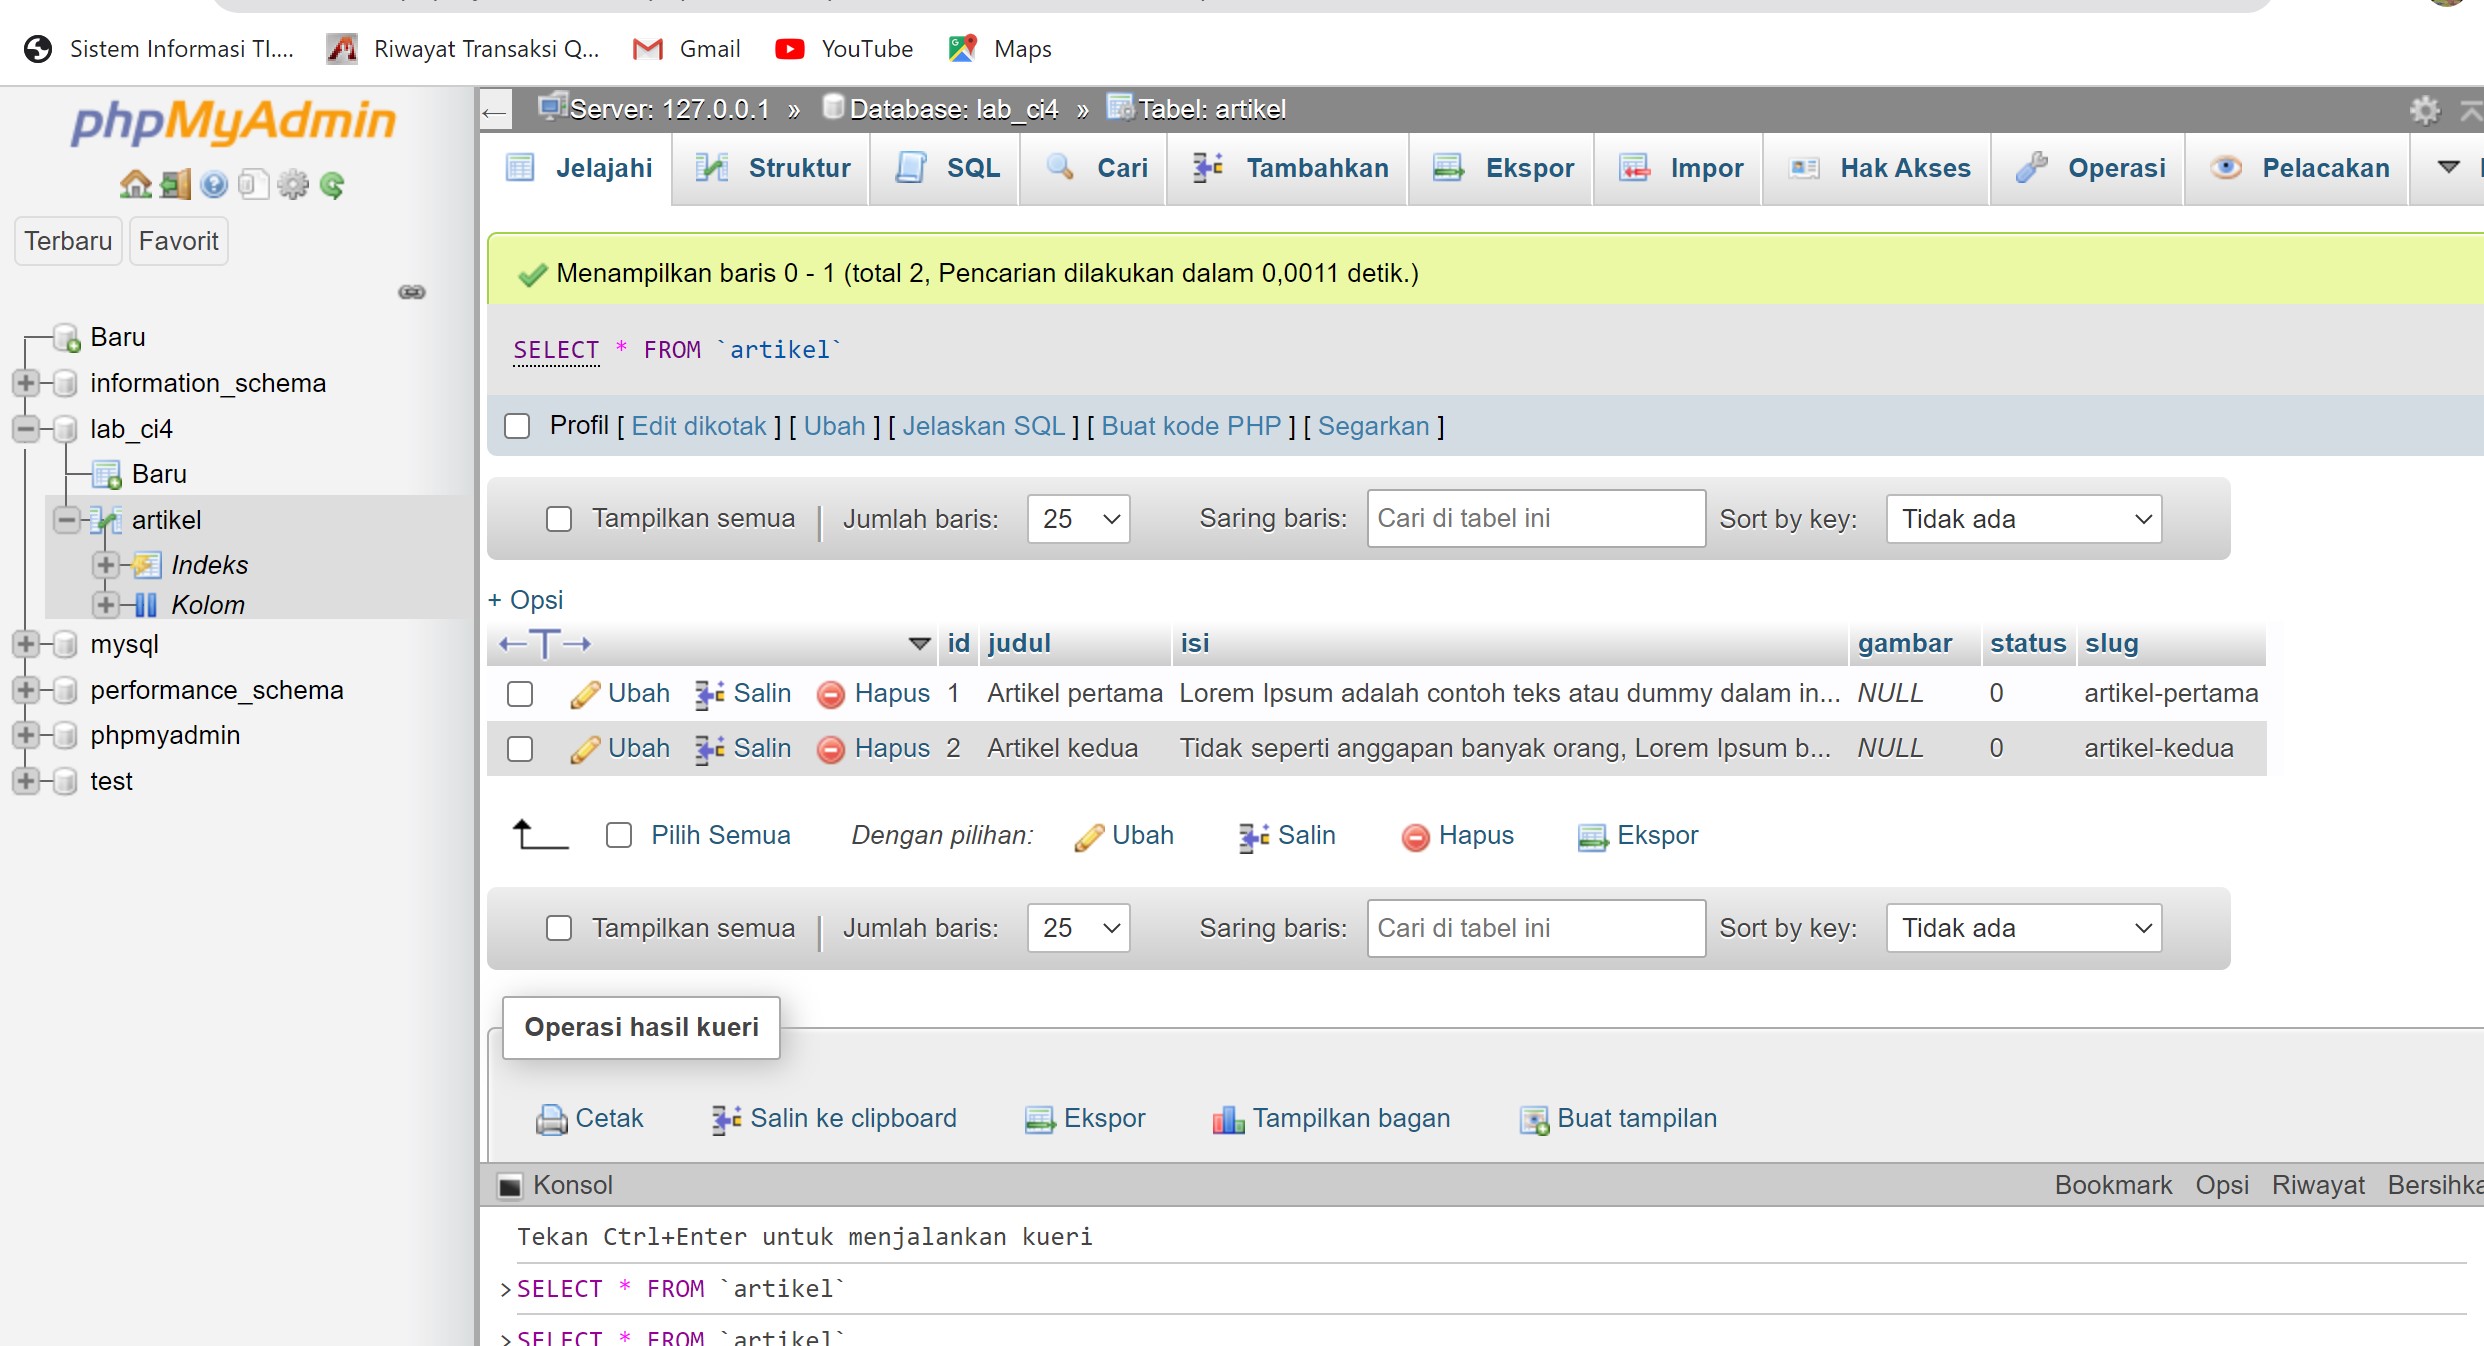 Sistem Informasi TI.... Riwayat Transaksi Q... Gmail YouTube Maps
phpMyAdmin
Terbaru Favorit
Baru
information_schema
lab_ci4
Baru
artikel
Indeks
Kolom
mysql
performance_schema
phpmyadmin
test
Server: 127.0.0.1 » Database: lab_ci4 » Tabel: artikel
Jelajahi Struktur SQL Cari Tambahkan Ekspor Impor Hak Akses Operasi Pelacakan
Menampilkan baris 0 - 1 (total 2, Pencarian dilakukan dalam 0,0011 detik.)
SELECT * FROM `artikel`
Profil [ Edit dikotak ] [ Ubah ] [ Jelaskan SQL ] [ Buat kode PHP ] [ Segarkan ]
Tampilkan semua | Jumlah baris: 25 Saring baris: Cari di tabel ini Sort by key: Tidak ada
+ Opsi
←T→ id judul isi gambar status slug
Ubah Salin Hapus 1 Artikel pertama Lorem Ipsum adalah contoh teks atau dummy dalam in... NULL 0 artikel-pertama
Ubah Salin Hapus 2 Artikel kedua Tidak seperti anggapan banyak orang, Lorem Ipsum b... NULL 0 artikel-kedua
Pilih Semua Dengan pilihan: Ubah Salin Hapus Ekspor
Tampilkan semua | Jumlah baris: 25 Saring baris: Cari di tabel ini Sort by key: Tidak ada
Operasi hasil kueri
Cetak Salin ke clipboard Ekspor Tampilkan bagan Buat tampilan
Konsol Bookmark Opsi Riwayat Bersihka
Tekan Ctrl+Enter untuk menjalankan kueri
>SELECT * FROM `artikel`
>SELECT * FROM `artikel`